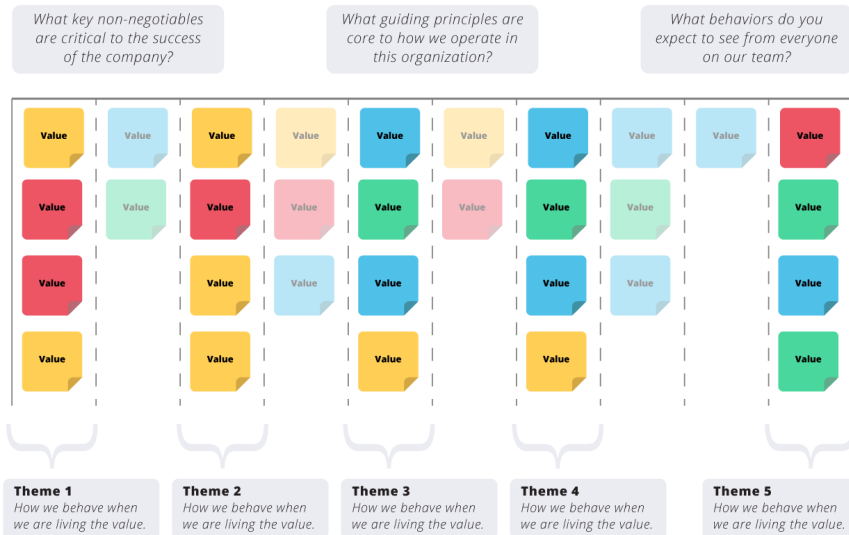 What key non-negotiables
are critical to the success
of the company?
What guiding principles are
core to how we operate in
this organization?
What behaviors do you
expect to see from everyone
on our team?
Value Value Value Value Value Value Value Value Value Value
Value Value Value Value Value Value Value Value Value
Value Value Value Value Value Value Value Value
Value Value Value Value Value
Theme 1
How we behave when
we are living the value.
Theme 2
How we behave when
we are living the value.
Theme 3
How we behave when
we are living the value.
Theme 4
How we behave when
we are living the value.
Theme 5
How we behave when
we are living the value.